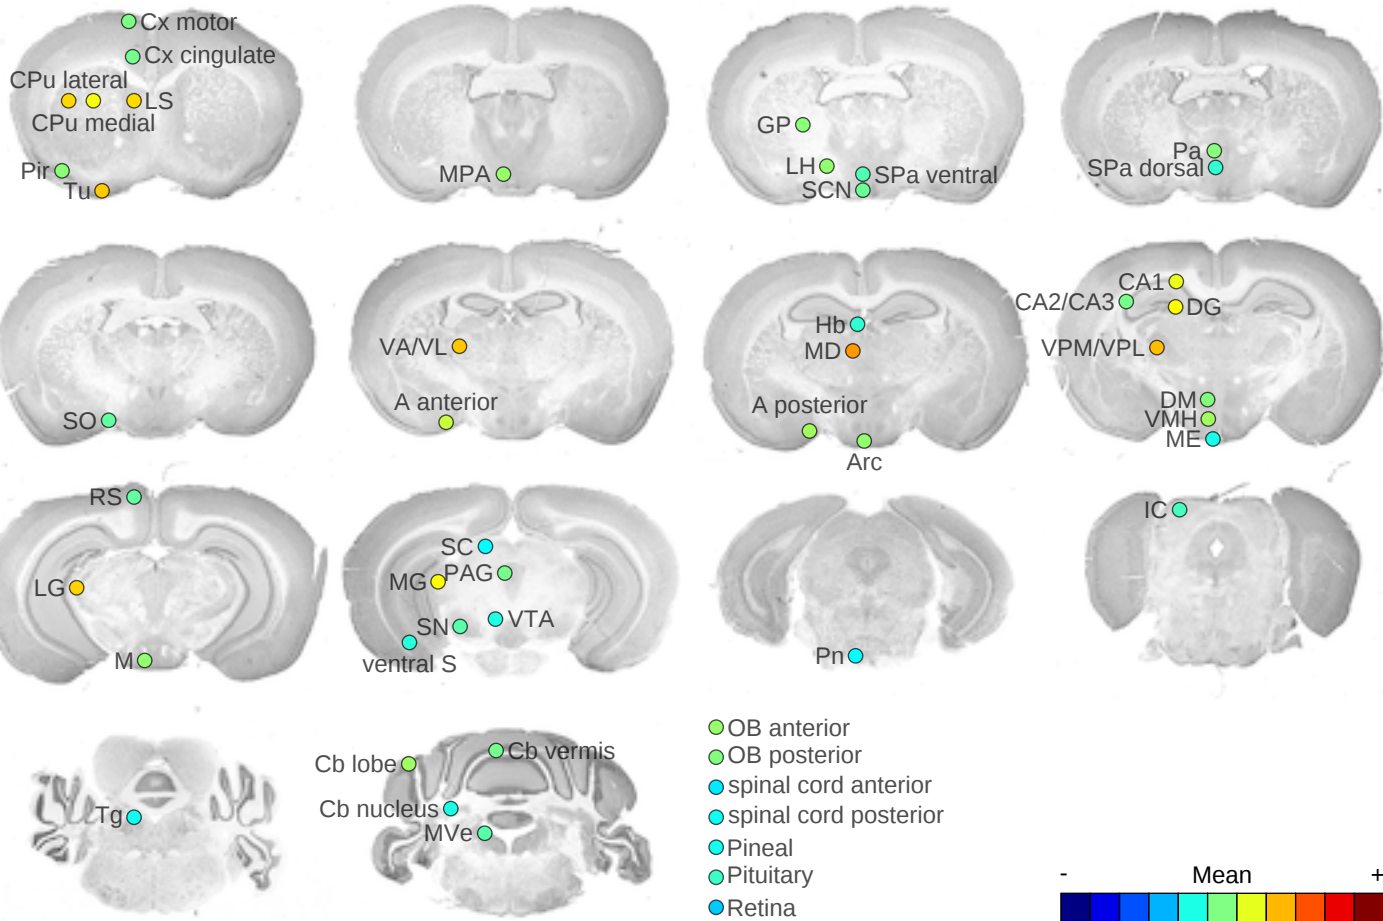 Cx motor
Cx cingulate
CPu lateral
LS
CPu medial
Pir
Tu
MPA
GP
LH
SPa ventral
SCN
Pa
SPa dorsal
SO
VA/VL
A anterior
Hb
MD
A posterior
Arc
CA1
CA2/CA3
DG
VPM/VPL
DM
VMH
ME
RS
LG
M
SC
PAG
MG
VTA
SN
ventral S
Pn
IC
Tg
Cb vermis
Cb lobe
Cb nucleus
MVe
OB anterior
OB posterior
spinal cord anterior
spinal cord posterior
Pineal
Pituitary
Retina
- Mean +